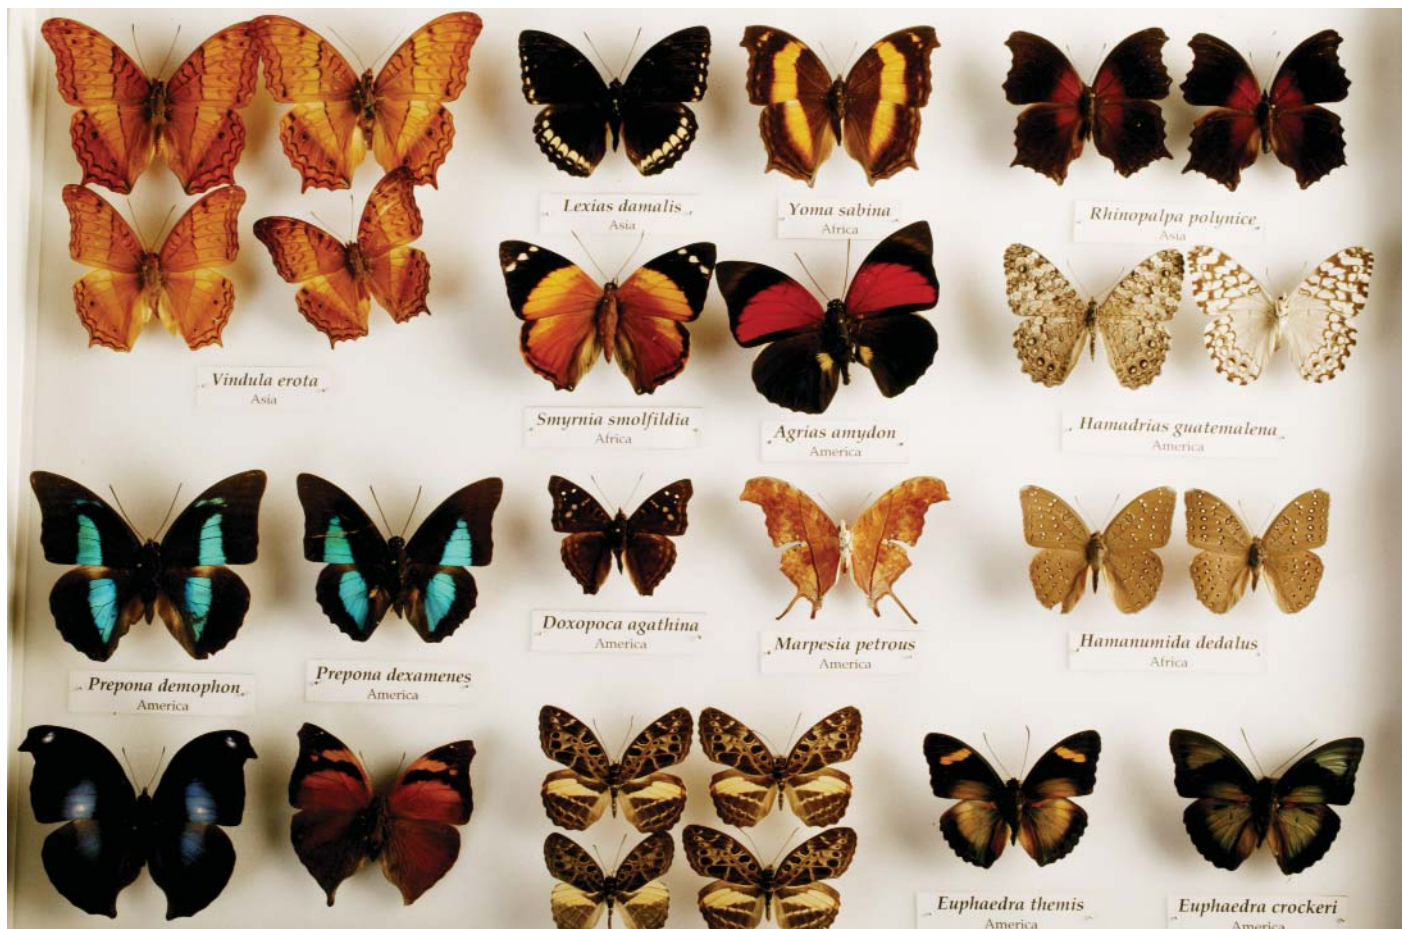 Lexias damalis
Asia
Yoma sabina
Africa
Rhinopalpa polynice
Asia
Vindula erota
Asia
Smyrnia smolfildia
Africa
Agrias amydon
America
Hamadrias guatemalena
America
Prepona demophon
America
Prepona dexamenes
America
Doxopoca agathina
America
Marpesia petrous
America
Hamanumida dedalus
Africa
Euphaedra themis
America
Euphaedra crockeri
America